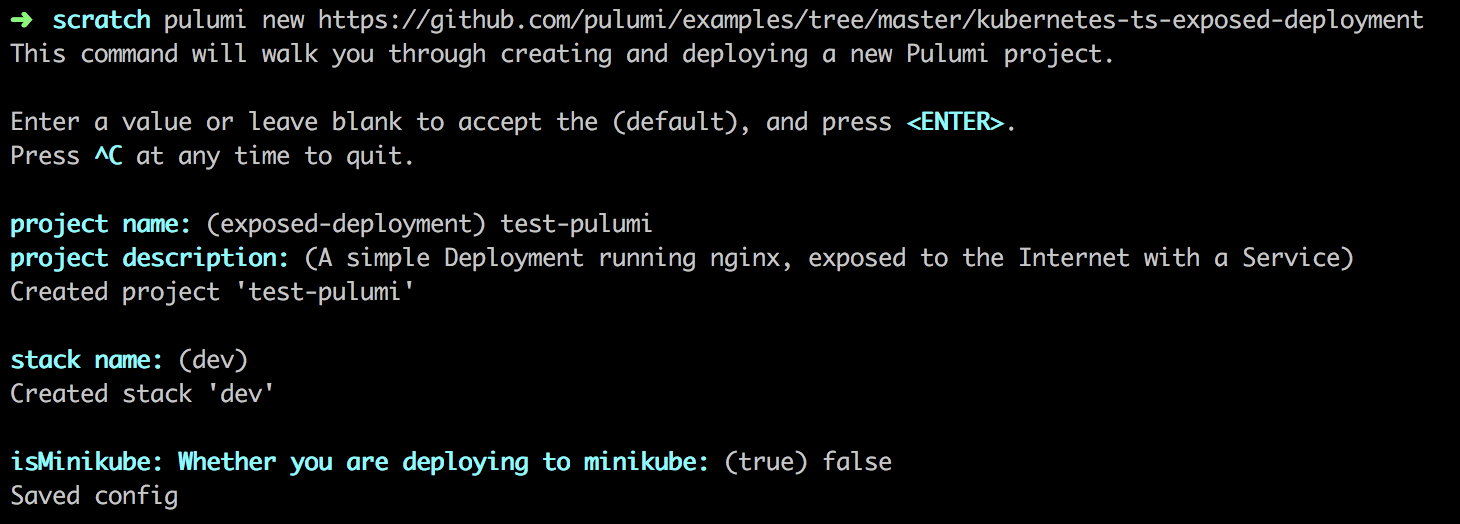 ➜ scratch pulumi new https://github.com/pulumi/examples/tree/master/kubernetes-ts-exposed-deployment
This command will walk you through creating and deploying a new Pulumi project.
Enter a value or leave blank to accept the (default), and press <ENTER>.
Press ^C at any time to quit.
project name: (exposed-deployment) test-pulumi
project description: (A simple Deployment running nginx, exposed to the Internet with a Service)
Created project 'test-pulumi'
stack name: (dev)
Created stack 'dev'
isMinikube: Whether you are deploying to minikube: (true) false
Saved config